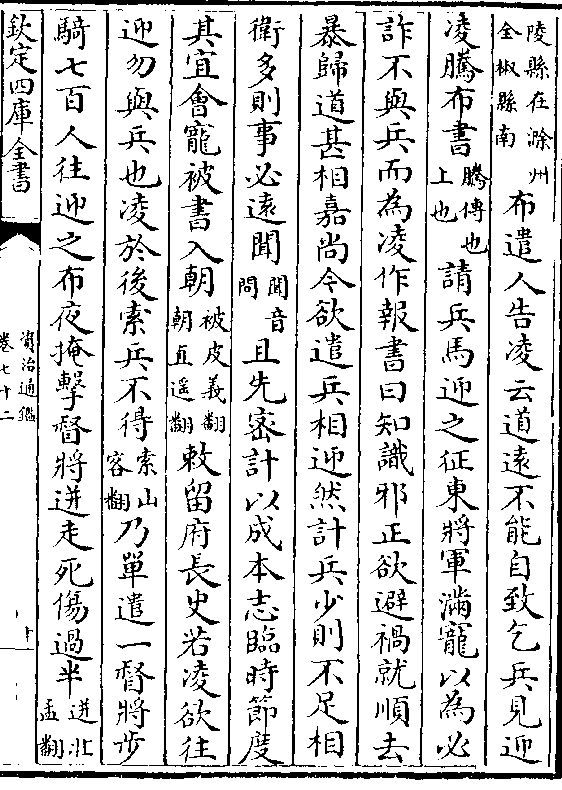 陵縣在滁州全椒縣南布遣人告凌云道遠不能自致乞兵見迎
凌騰布書騰傳也上也請兵馬迎之征東將軍滿寵以為必
詐不與兵而為凌作報書曰知識邪正欲避禍就順去
暴歸道甚相嘉尚今欲遣兵相迎然計兵少則不足相
衛多則事必遠聞聞音問且先密計以成本志臨時節度
其宜會寵被書入朝被皮義翻朝直遥翻敕留府長史若凌欲往
迎勿與兵也凌於後索兵不得索山客翻乃單遣一督將步
騎七百人往迎之布夜掩擊督將迸走死傷過半迸北孟翻
欽定四庫全書
資治通鑑
卷七十二
十